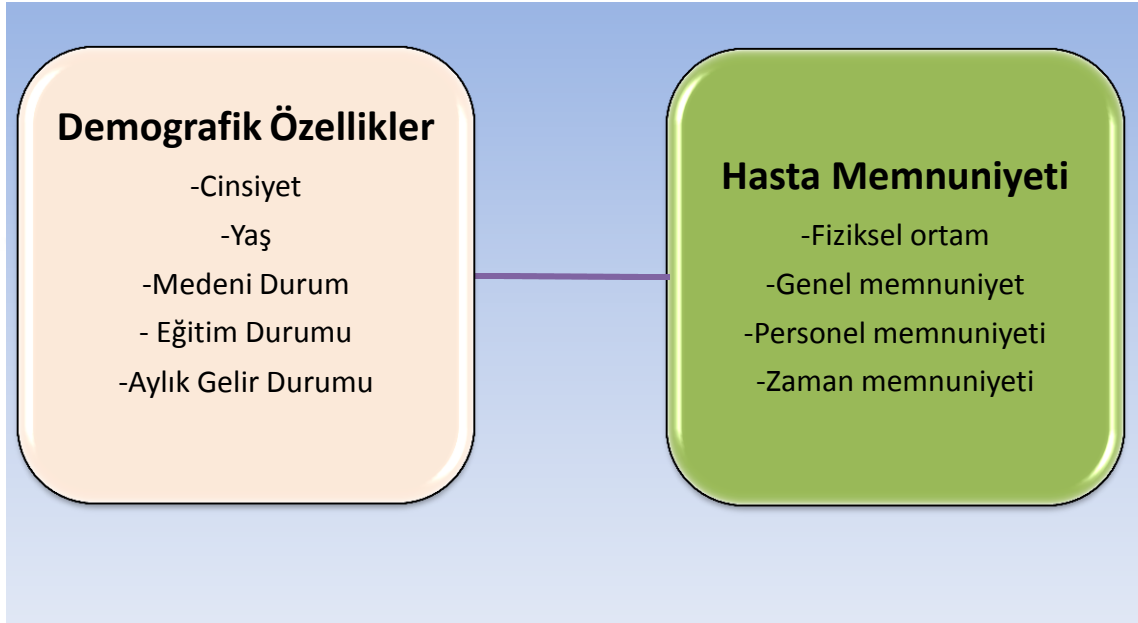 Demografik Özellikler
-Cinsiyet
-Yaş
-Medeni Durum
- Eğitim Durumu
-Aylık Gelir Durumu
Hasta Memnuniyeti
-Fiziksel ortam
-Genel memnuniyet
-Personel memnuniyeti
-Zaman memnuniyeti